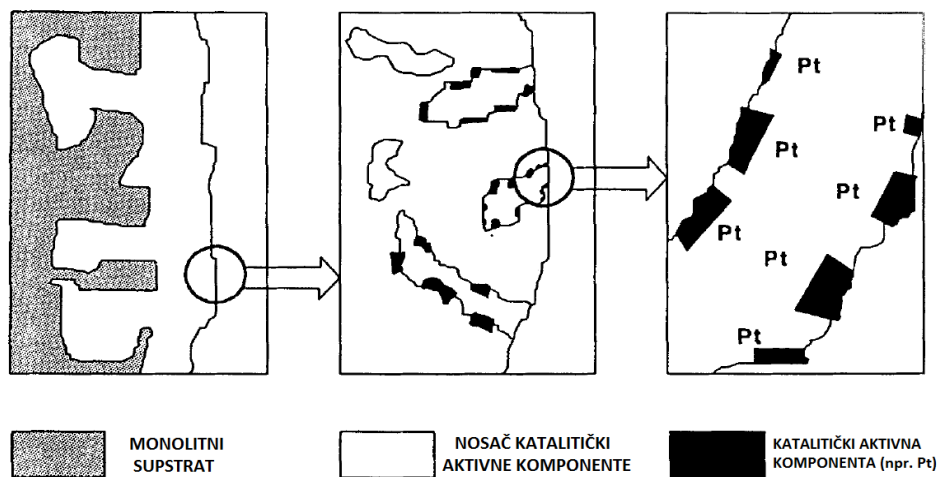 Pt
Pt
Pt
Pt
Pt
Pt
Pt
MONOLITNI
SUPSTRAT
NOSAČ KATALITIČKI
AKTIVNE KOMPONENTE
KATALITIČKI AKTIVNA
KOMPONENTA (npr. Pt)